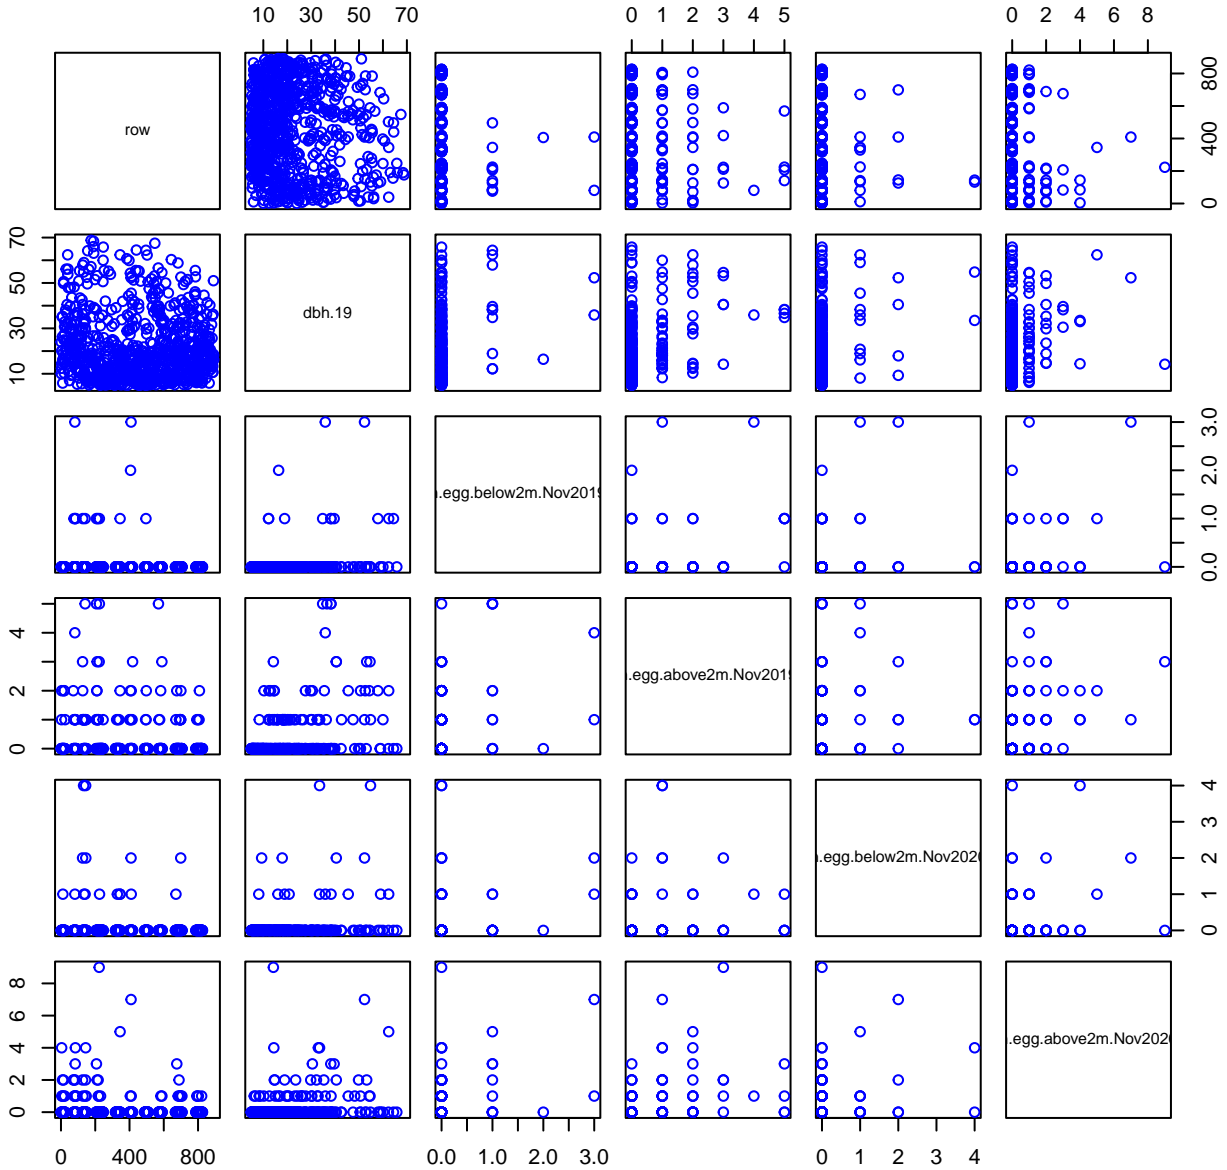 10 30 50 70 0 1 2 3 4 5 0 2 4 6 8
row
0 400 800
10 30 50 70
dbh.19
.egg.below2m.Nov2019
0.0 1.0 2.0 3.0
0 2 4
.egg.above2m.Nov2019
.egg.below2m.Nov202
0 1 2 3 4
0 2 4 6 8
.egg.above2m.Nov202
0 400 800 0.0 1.0 2.0 3.0 0 1 2 3 4